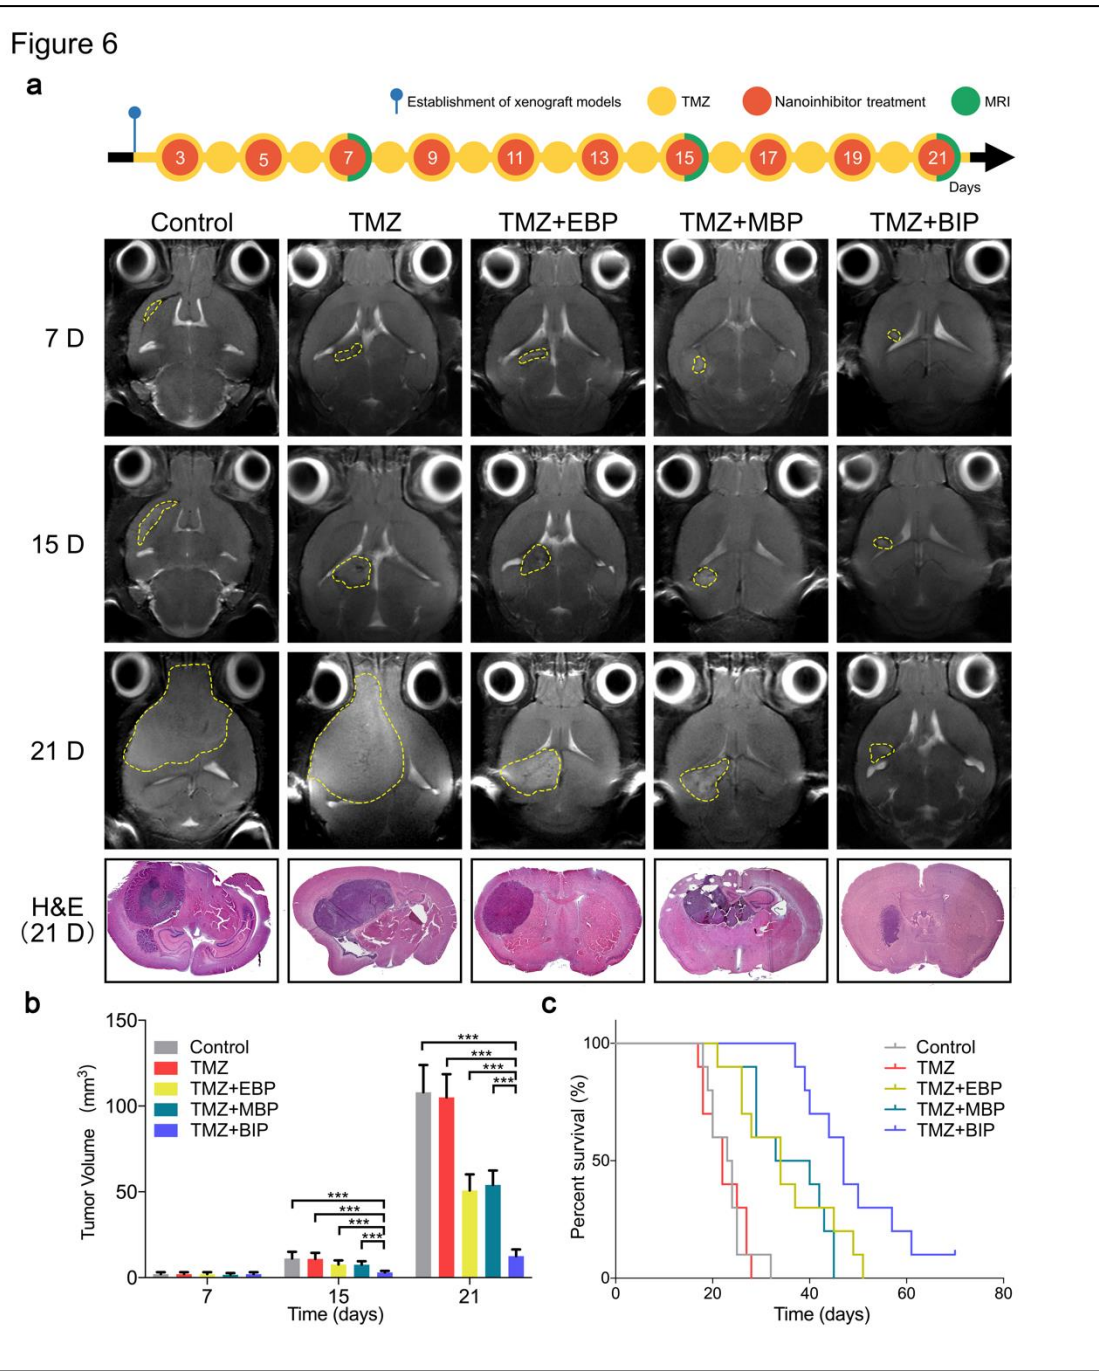 Figure 6
a
Establishment of xenograft models TMZ Nanoinhibitor treatment MRI
3 5 7 9 11 13 15 17 19 21
Days
Control TMZ TMZ+EBP TMZ+MBP TMZ+BIP
7 D
15 D
21 D
H&E
(21 D)
b
150
100
50
0
Tumor Volume (mm³)
Control
TMZ
TMZ+EBP
TMZ+MBP
TMZ+BIP
***
***
***
***
***
***
***
***
7 15 21
Time (days)
c
100
50
0
Percent survival (%)
Control
TMZ
TMZ+EBP
TMZ+MBP
TMZ+BIP
0 20 40 60 80
Time (days)